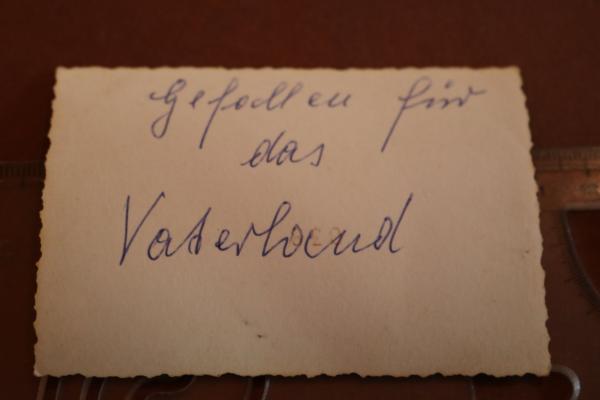 Gefallen für
das
Vaterland